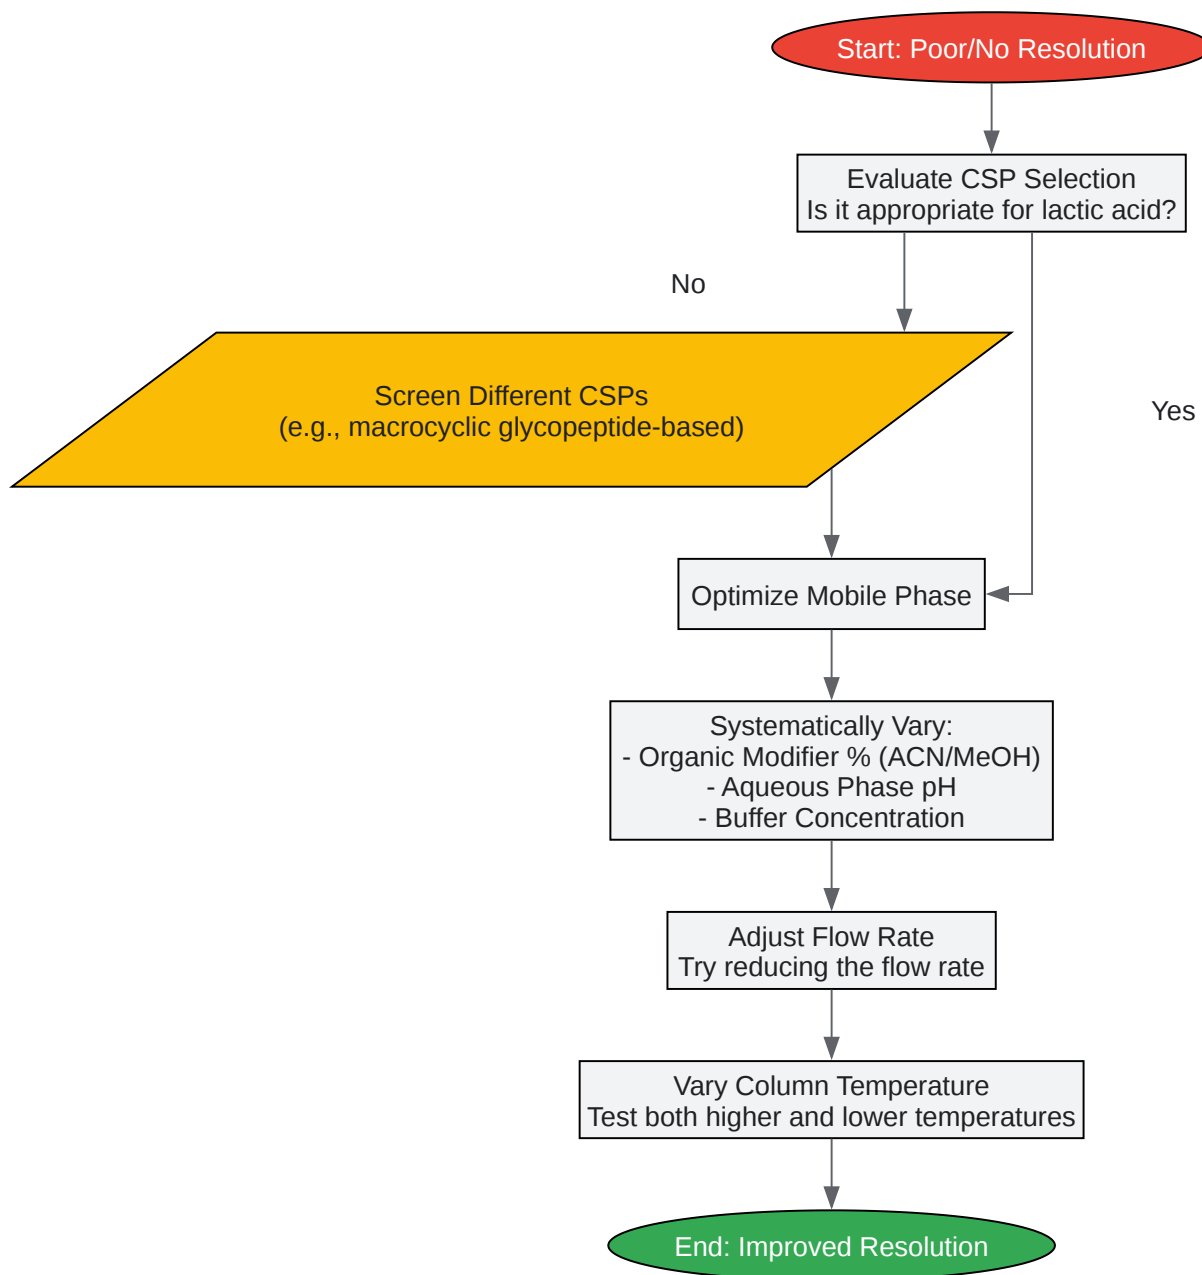 Start: Poor/No Resolution
Evaluate CSP Selection
Is it appropriate for lactic acid?
No
Screen Different CSPs
(e.g., macrocyclic glycopeptide-based)
Yes
Optimize Mobile Phase
Systematically Vary:
- Organic Modifier % (ACN/MeOH)
- Aqueous Phase pH
- Buffer Concentration
Adjust Flow Rate
Try reducing the flow rate
Vary Column Temperature
Test both higher and lower temperatures
End: Improved Resolution